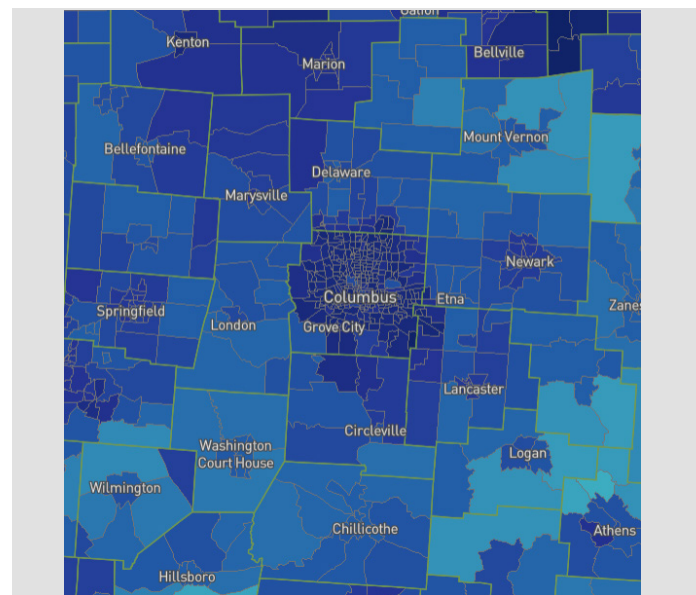 Kenton
Bellville
Marion
Mount Vernon
Bellefontaine
Delaware
Marysville
Newark
Columbus
Etna
Springfield
London
Grove City
Lancaster
Circleville
Washington
Court House
Logan
Wilmington
Chillicothe
Athens
Hillsboro